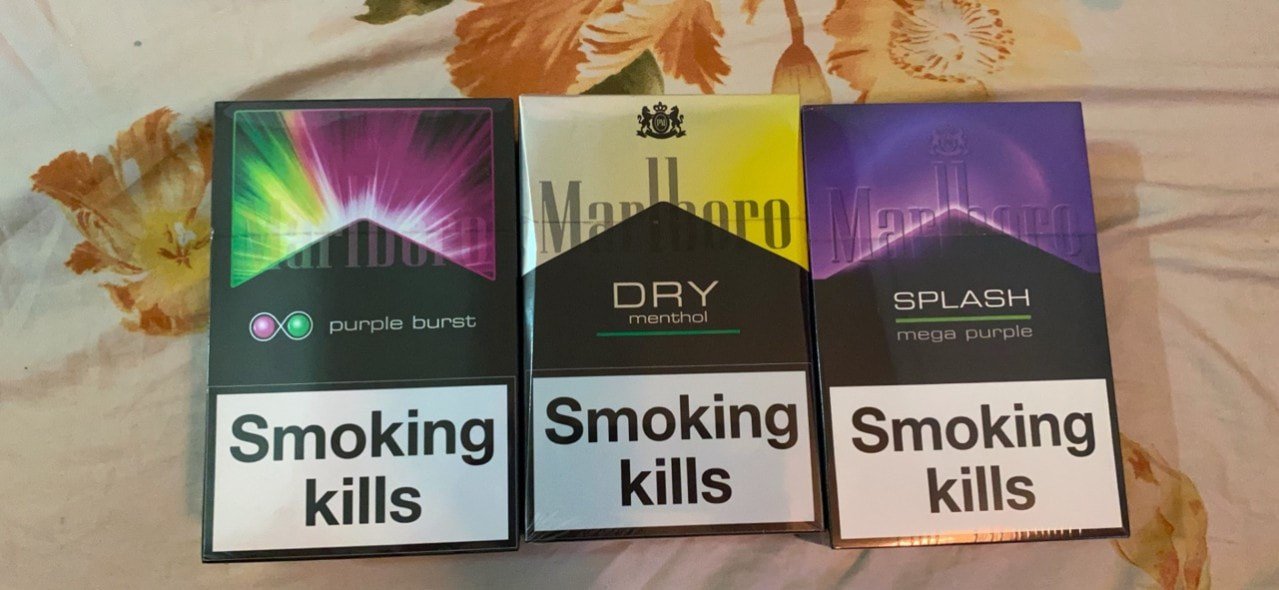 Marlboro
purple burst
Smoking
kills
Marlboro
DRY
menthol
Smoking
kills
Marlboro
SPLASH
mega purple
Smoking
kills